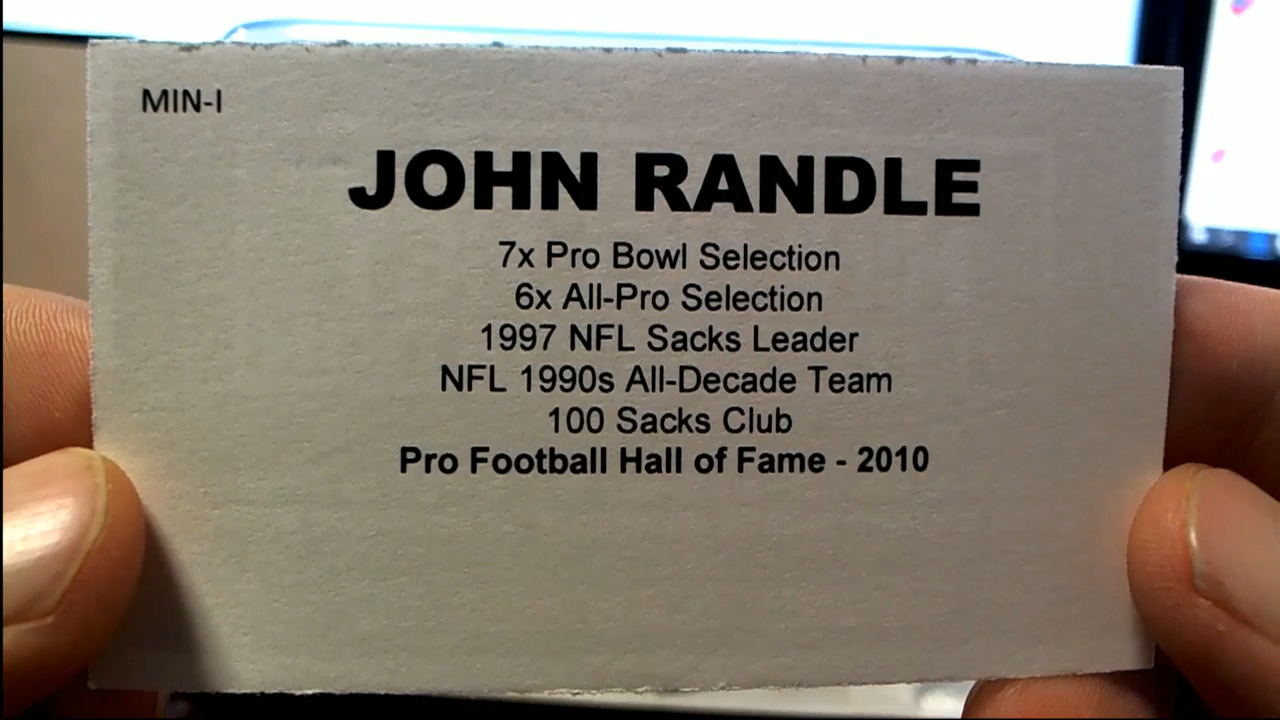 MIN-I
JOHN RANDLE
7x Pro Bowl Selection
6x All-Pro Selection
1997 NFL Sacks Leader
NFL 1990s All-Decade Team
100 Sacks Club
Pro Football Hall of Fame - 2010